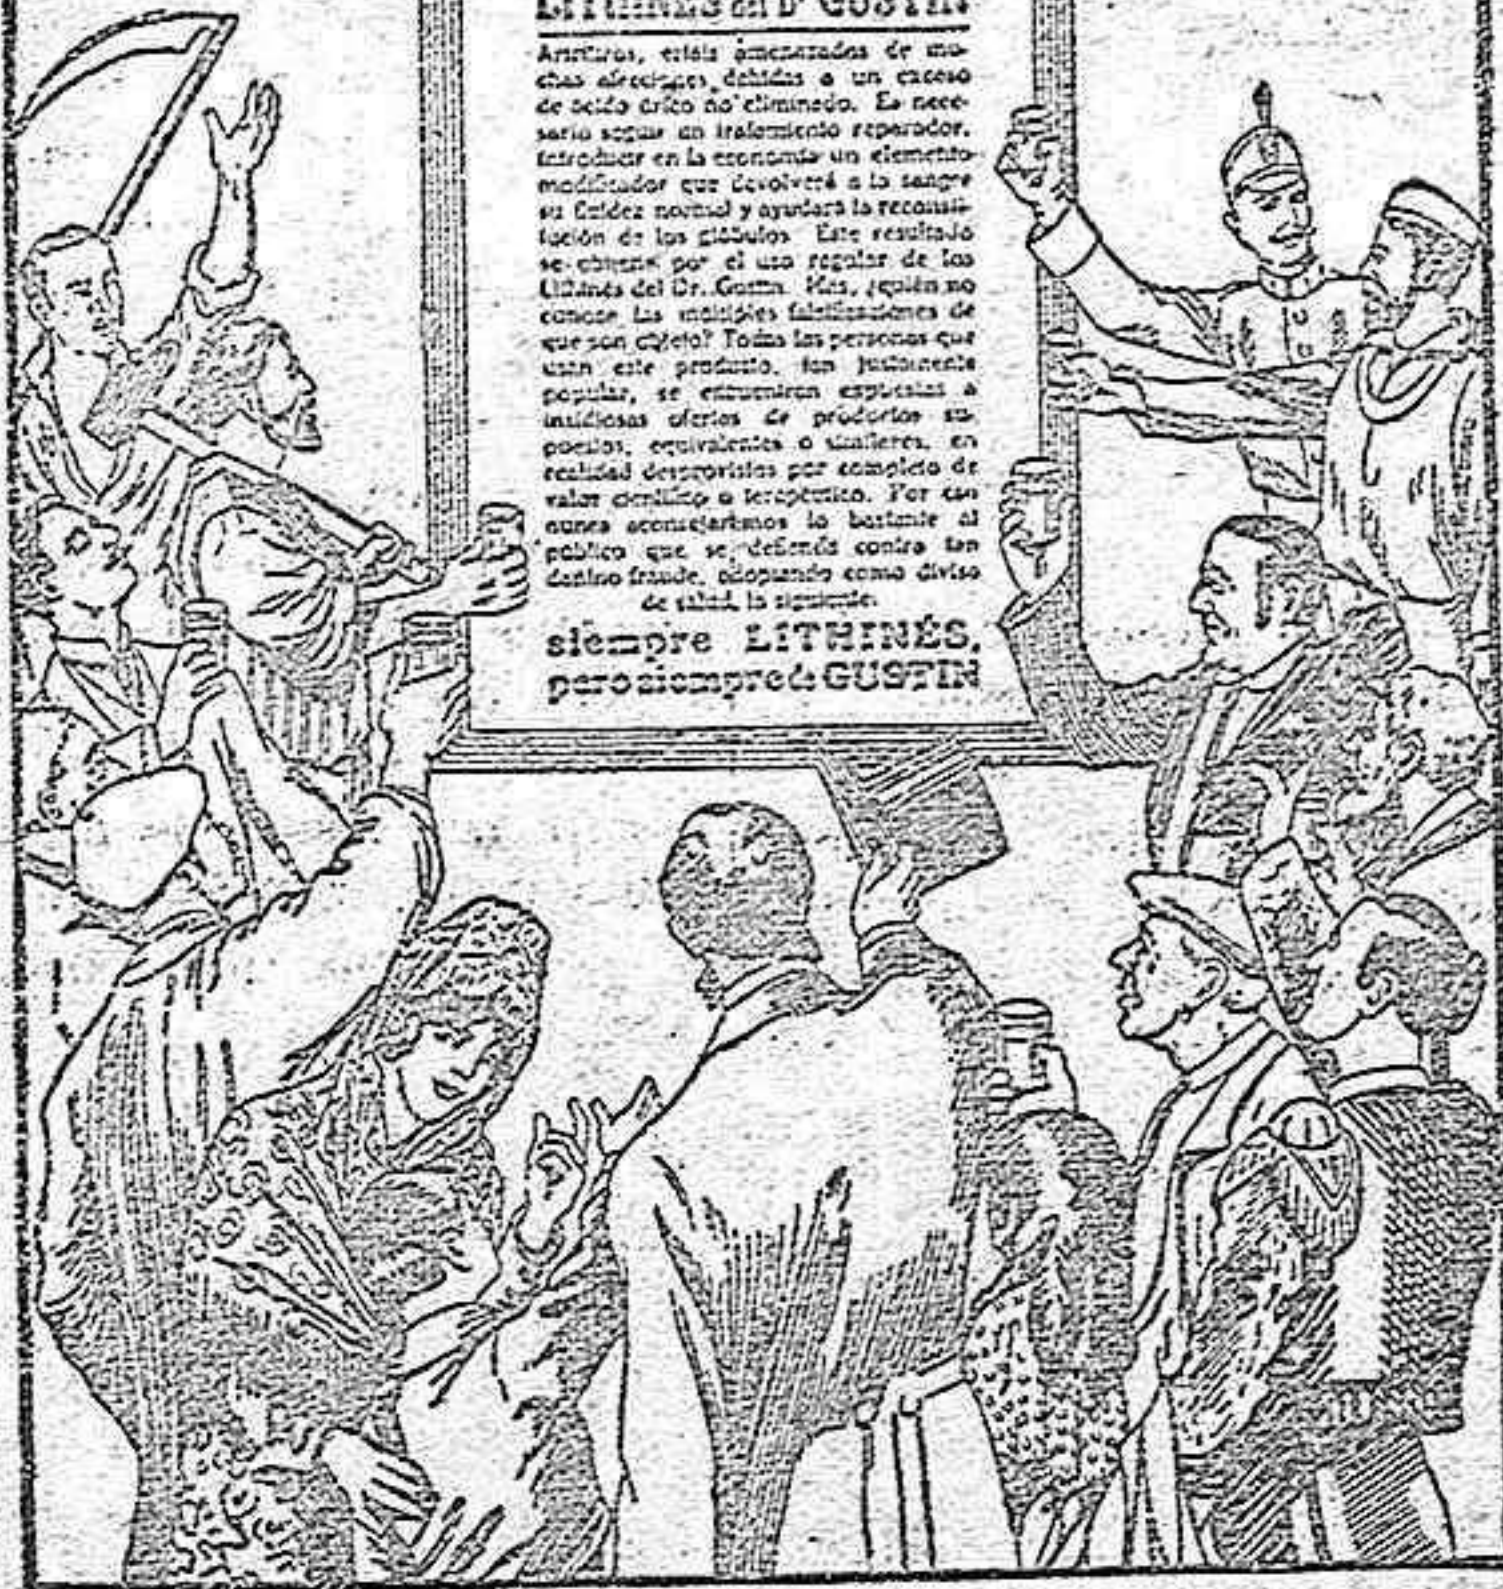 LITHINÉS del Dr GUSTIN.
Artríticos, estáis amenazados de mu-
chas afecciones debidas a un exceso
de ácido úrico no eliminado. Es nece-
sario seguir un tratamiento reparador,
introducir en la economía un elemento
modificador que devolverá a la sangre
su fluidez normal y ayudará la reconsti-
tución de los glóbulos. Este resultado
se obtiene por el uso regular de los
Lithinés del Dr. Gustin. Mas, ¿quién no
conoce las múltiples falsificaciones de
que son objeto? Todas las personas que
usan este producto, tan justamente
popular, se encuentran expuestas a
insidiosas ofertas de productos su-
puestos, equivalentes o similares, en
realidad desprovistos por completo de
valor científico o terapéutico. Por eso
nunca aconsejaríamos lo bastante al
público que se defienda contra tan
dañino fraude, adoptando como divisa
de salud, la siguiente:
siempre LITHINÉS,
pero siempre de GUSTIN